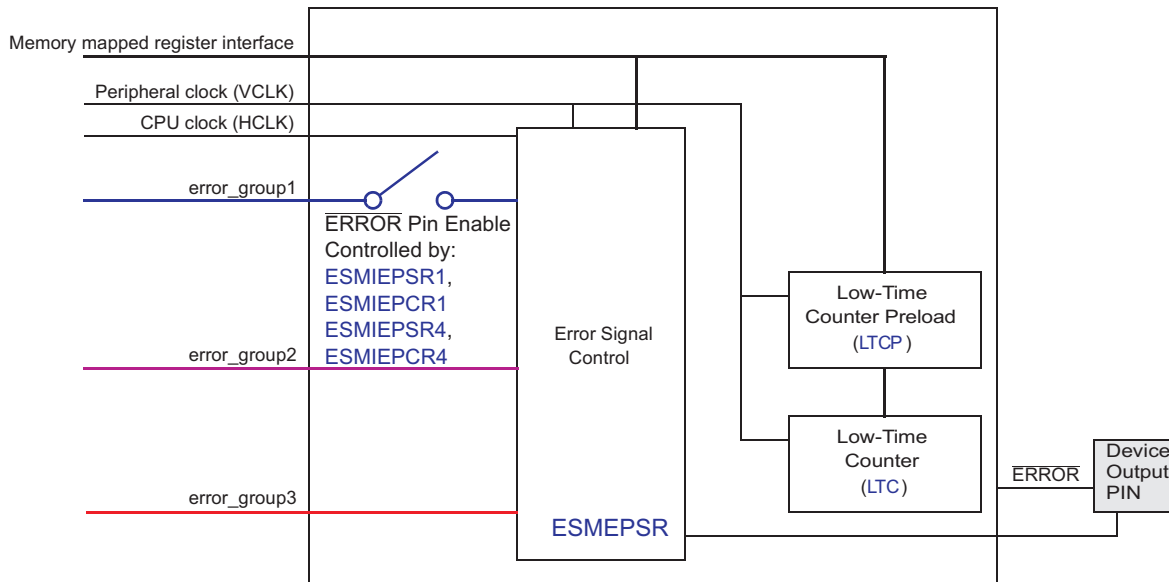 Memory mapped register interface
Peripheral clock (VCLK)
CPU clock (HCLK)
error_group1
ERROR Pin Enable
Controlled by:
ESMIEPSR1,
ESMIEPCR1
ESMIEPSR4,
ESMIEPCR4
error_group2
error_group3
Error Signal
Control
ESMEPSR
Low-Time
Counter Preload
(LTCP)
Low-Time
Counter
(LTC)
ERROR
Device
Output
PIN